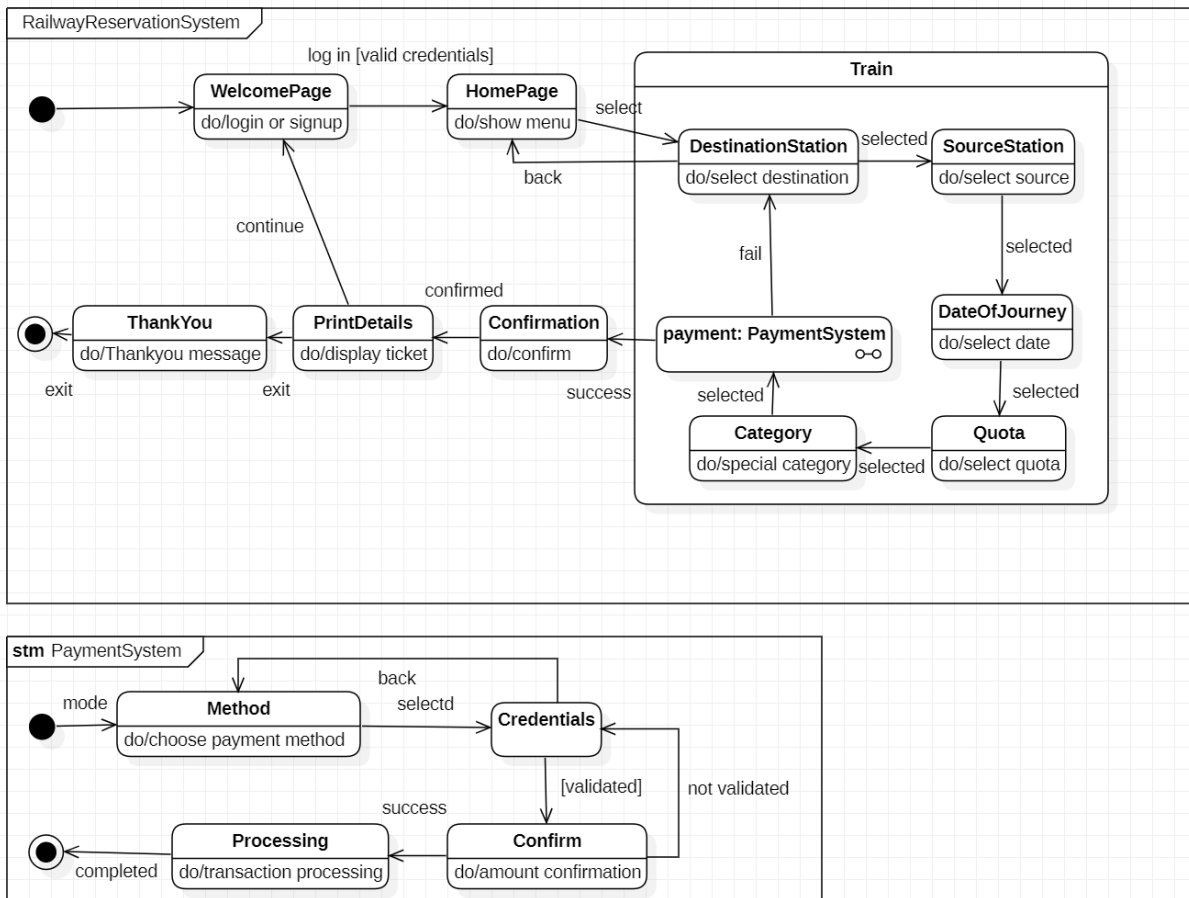 RailwayReservationSystem
log in [valid credentials]
Train
WelcomePage
do/login or signup
HomePage
do/show menu
select
DestinationStation
do/select destination
selected
SourceStation
do/select source
back
continue
fail
selected
confirmed
ThankYou
do/Thankyou message
PrintDetails
do/display ticket
Confirmation
do/confirm
payment: PaymentSystem
DateOfJourney
do/select date
exit
exit
success
selected
selected
Category
do/special category
selected
Quota
do/select quota
stm PaymentSystem
back
mode
Method
do/choose payment method
selectd
Credentials
[validated]
not validated
success
Processing
do/transaction processing
Confirm
do/amount confirmation
completed